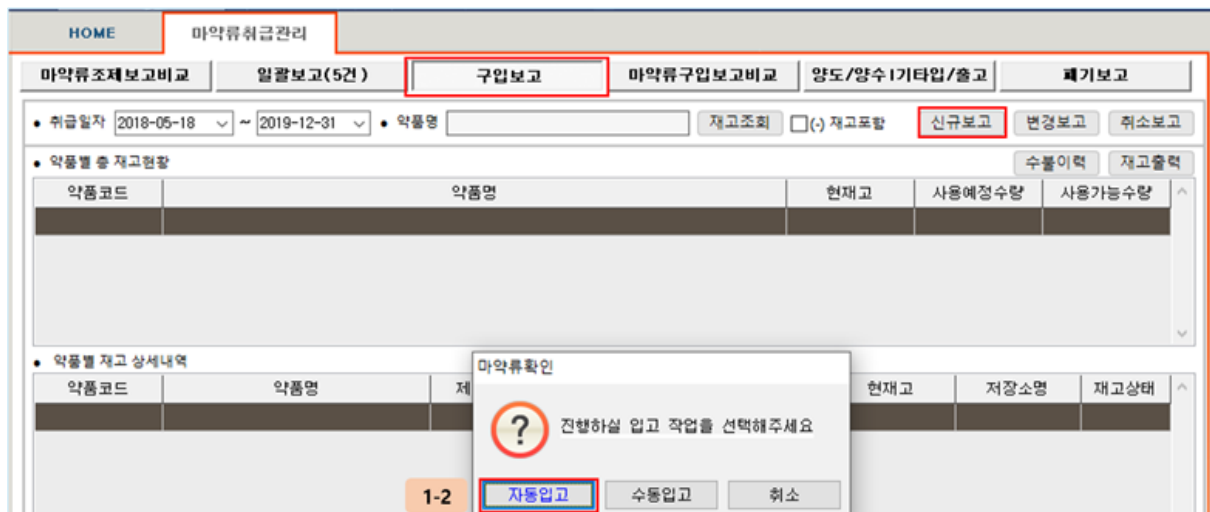 HOME 마약류취급관리
마약류조제보고비교 일괄보고(5건) 구입보고 마약류구입보고비교 양도/양수|기타입/출고 폐기보고
• 취급일자 2018-05-18 ~ 2019-12-31 • 약품명 재고조회 (-) 재고포함 신규보고 변경보고 취소보고
• 약품별 총 재고현황 수불이력 재고출력
약품코드 약품명 현재고 사용예정수량 사용가능수량
• 약품별 재고 상세내역
마약류확인
약품코드 약품명 제 현재고 저장소명 재고상태
? 진행하실 입고 작업을 선택해주세요
1-2 자동입고 수동입고 취소